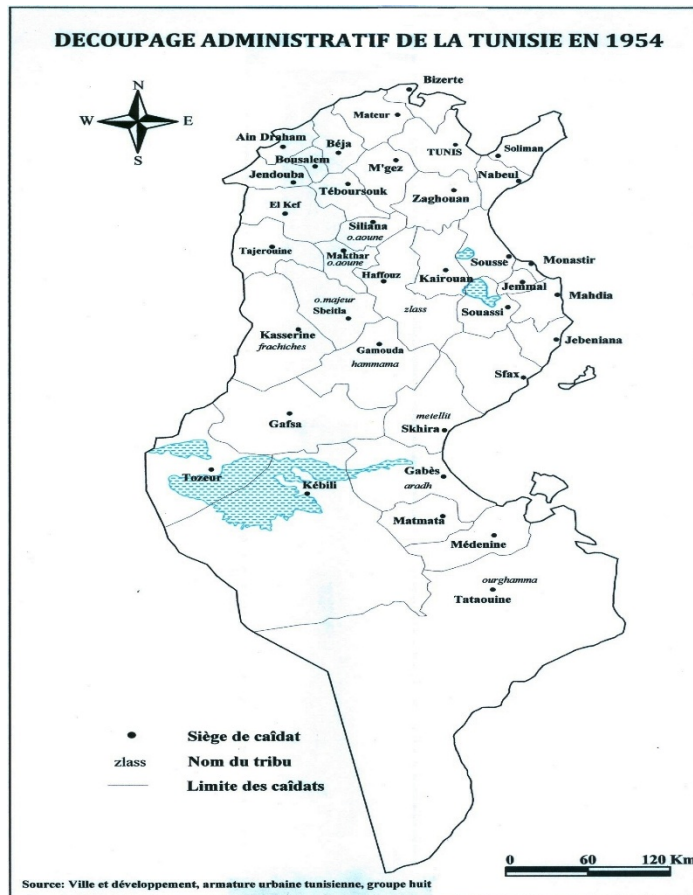 DECOUPAGE ADMINISTRATIF DE LA TUNISIE EN 1954
N
W E
S
Bizerte
Mateur
Ain Draham
Béja
TUNIS
Soliman
Bousalem
M'gez
Jendouba
Nabeul
Téboursouk
Zaghouan
El Kef
Siliana
o.aoune
Tajerouine
Makthar
o.aoune
Haffouz
Kairouan
Sousse
Monastir
Jemmal
Mahdia
o.majeur
Sbeitla
zlass
Souassi
Kasserine
frachiches
Gamouda
hammama
Jebeniana
Sfax
Gafsa
metellit
Skhira
Tozeur
Kébili
Gabès
aradh
Matmata
Médenine
ourghamma
Tataouine
Siège de caîdat
zlass Nom du tribu
Limite des caîdats
0 60 120 Km
Source: Ville et développement, armature urbaine tunisienne, groupe huit